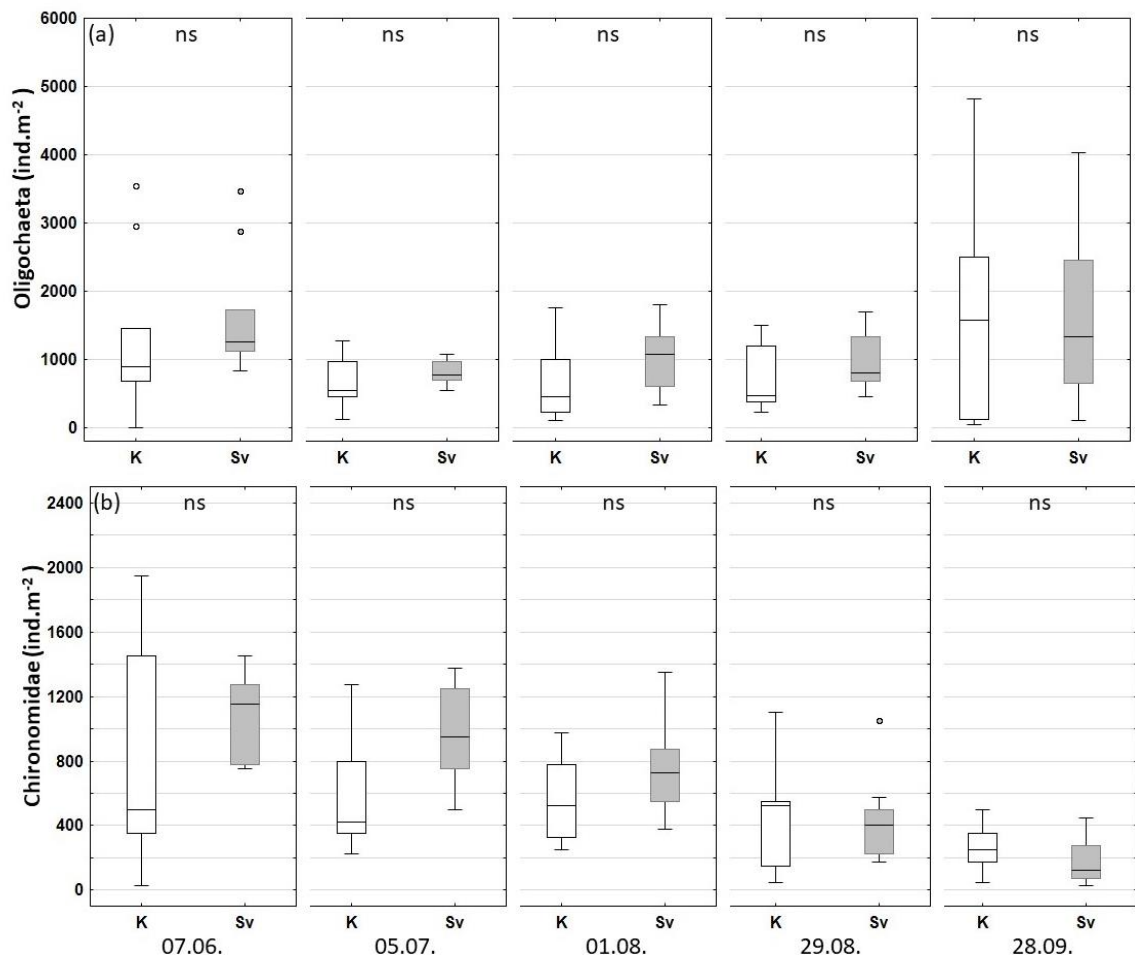 (a)
ns ns ns ns ns
Oligochaeta (ind.m-2)
6000
5000
4000
3000
2000
1000
0
K Sv K Sv K Sv K Sv K Sv
(b)
ns ns ns ns ns
Chironomidae (ind.m-2)
2400
2000
1600
1200
800
400
0
K Sv K Sv K Sv K Sv K Sv
07.06. 05.07. 01.08. 29.08. 28.09.